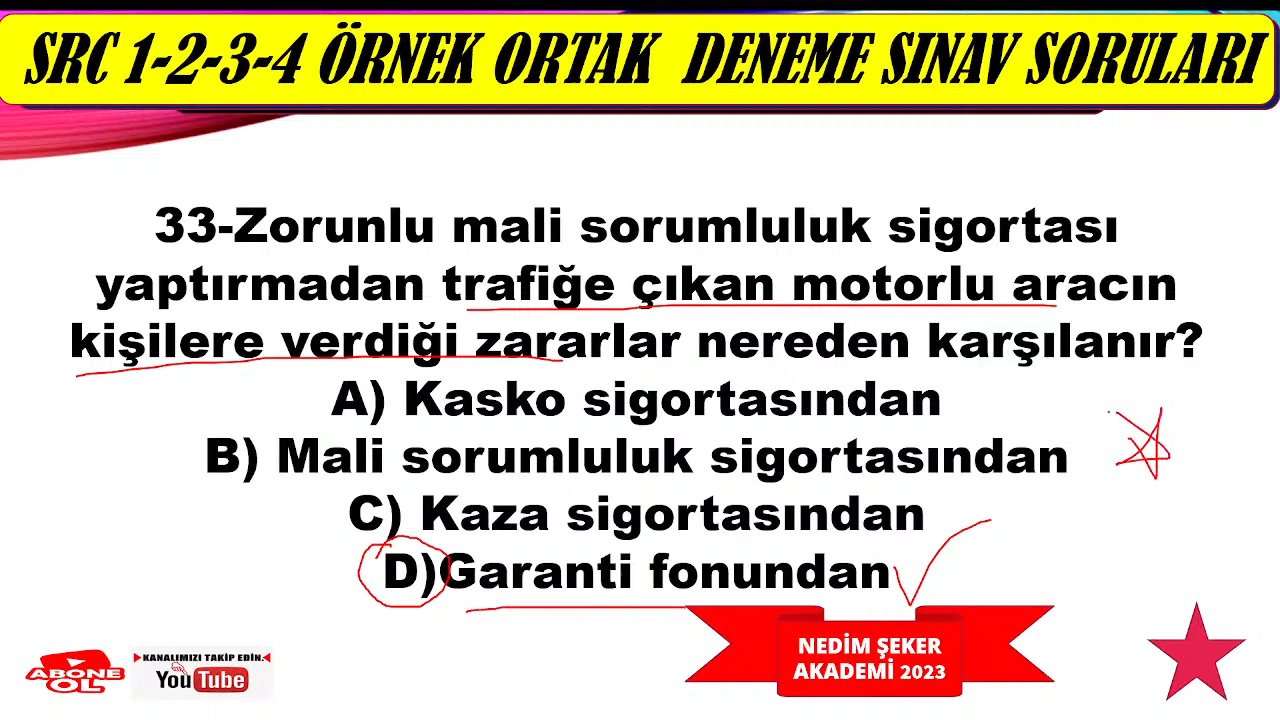 SRC 1-2-3-4 ÖRNEK ORTAK DENEME SINAV SORULARI
33-Zorunlu mali sorumluluk sigortası
yaptırmadan trafiğe çıkan motorlu aracın
kişilere verdiği zararlar nereden karşılanır?
A) Kasko sigortasından
B) Mali sorumluluk sigortasından
C) Kaza sigortasından
D)Garanti fonundan
NEDİM ŞEKER
AKADEMİ 2023
ABONE
OL
KANALIMIZI TAKİP EDİN.
YouTube